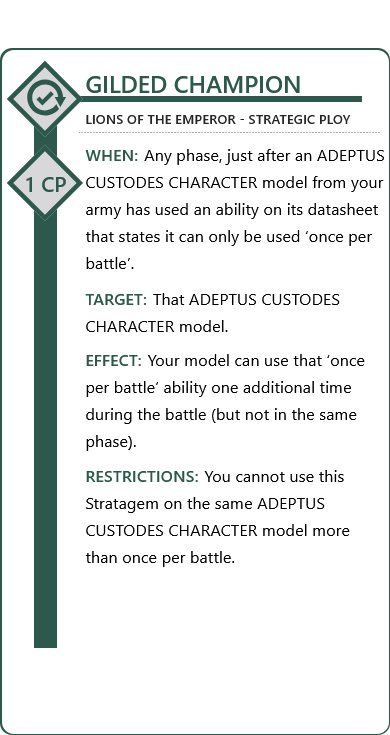 GILDED CHAMPION
LIONS OF THE EMPEROR - STRATEGIC PLOY
1 CP
WHEN: Any phase, just after an ADEPTUS
CUSTODES CHARACTER model from your
army has used an ability on its datasheet
that states it can only be used ‘once per
battle’.
TARGET: That ADEPTUS CUSTODES
CHARACTER model.
EFFECT: Your model can use that ‘once
per battle’ ability one additional time
during the battle (but not in the same
phase).
RESTRICTIONS: You cannot use this
Stratagem on the same ADEPTUS
CUSTODES CHARACTER model more
than once per battle.